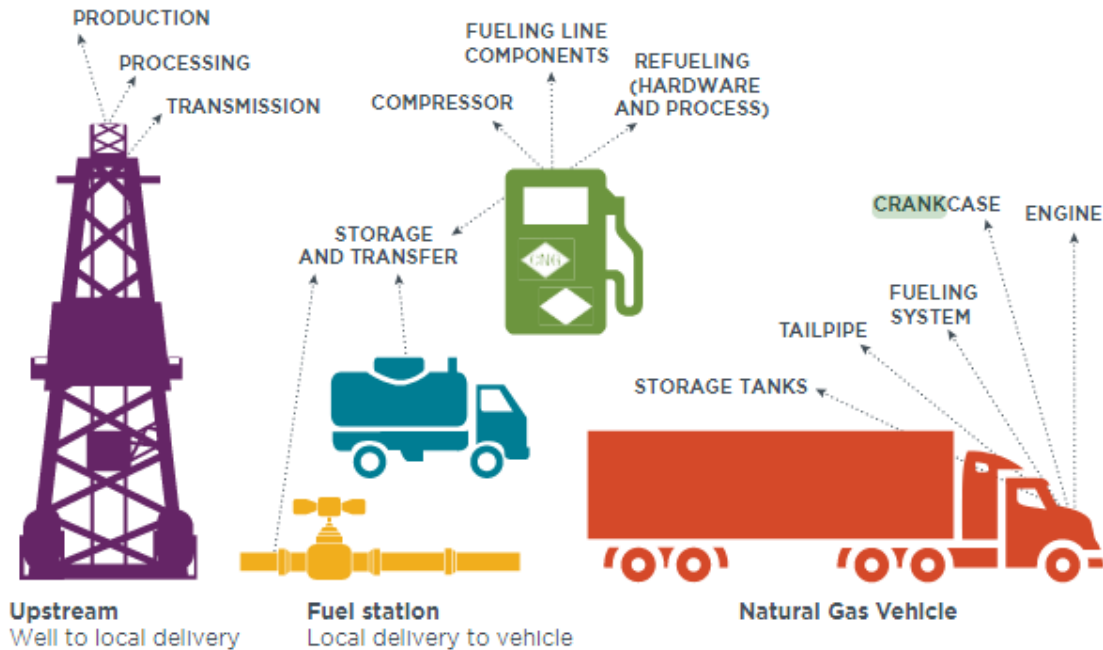 PRODUCTION
PROCESSING
TRANSMISSION
FUELING LINE
COMPONENTS
COMPRESSOR
REFUELING
(HARDWARE
AND PROCESS)
STORAGE
AND TRANSFER
CNG
CRANKCASE
ENGINE
FUELING
SYSTEM
TAILPIPE
STORAGE TANKS
Upstream
Well to local delivery
Fuel station
Local delivery to vehicle
Natural Gas Vehicle